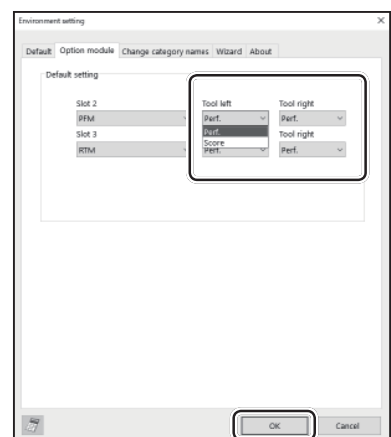 Environment setting
Default Option module Change category names Wizard About
Default setting
Slot 2 Tool left Tool right
PFM Perf. Perf.
Slot 3 Perf. Tool right
Score
RTM Perf. Perf.
OK Cancel